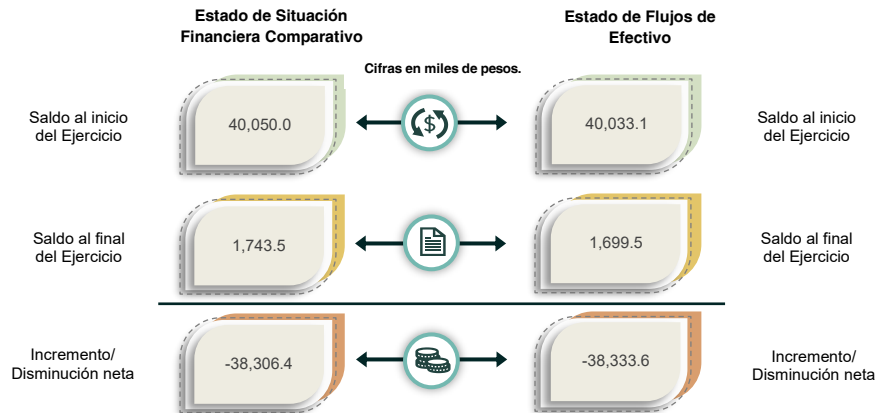 Estado de Situación
Financiera Comparativo
Estado de Flujos de
Efectivo
Cifras en miles de pesos.
Saldo al inicio
del Ejercicio
40,050.0
$
40,033.1
Saldo al inicio
del Ejercicio
Saldo al final
del Ejercicio
1,743.5
1,699.5
Saldo al final
del Ejercicio
Incremento/
Disminución neta
-38,306.4
-38,333.6
Incremento/
Disminución neta